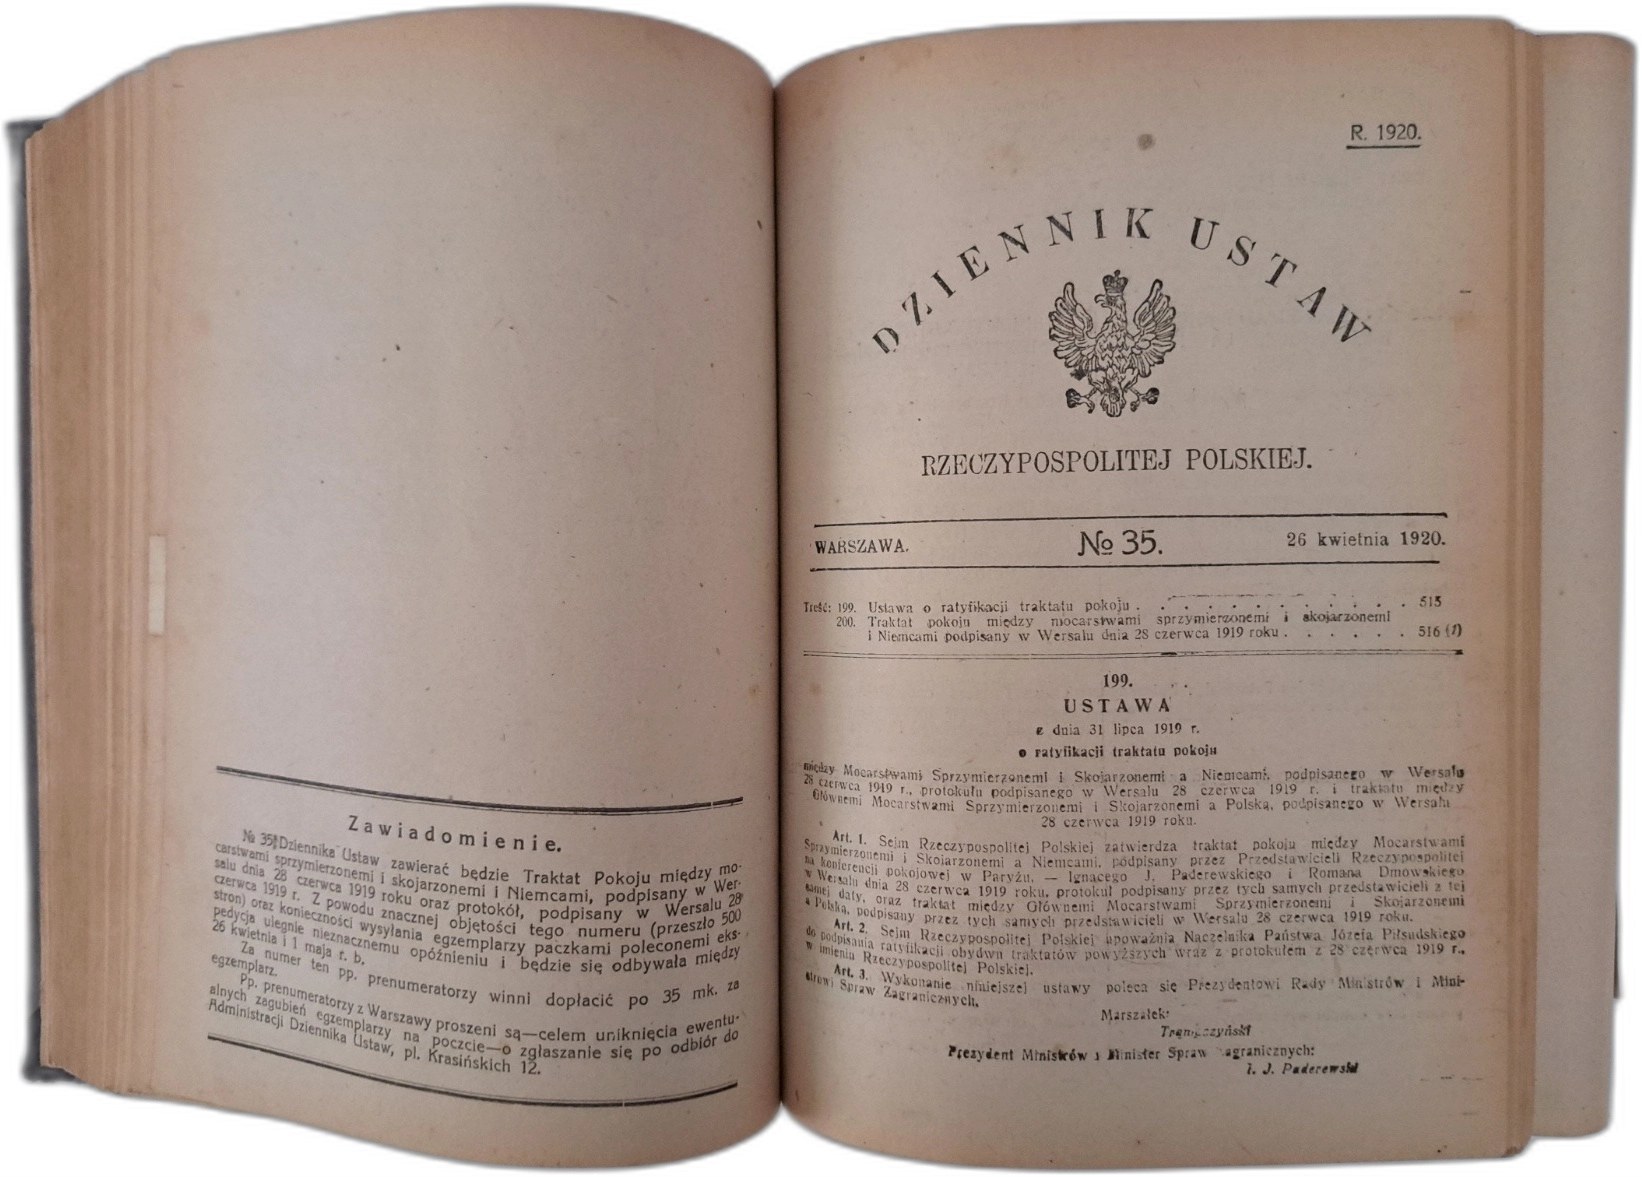 Zawiadomienie.
№ 35 Dziennika Ustaw zawierać będzie Traktat Pokoju między mo-
carstwami sprzymierzonemi i skojarzonemi i Niemcami, podpisany w Wer-
salu dnia 28 czerwca 1919 roku oraz protokół, podpisany w Wersalu 28
czerwca 1919 r. Z powodu znacznej objętości tego numeru (przeszło 500
stron) oraz konieczności wysyłania egzemplarzy paczkami poleconemi eks-
pedycja ulegnie nieznacznemu opóźnieniu i będzie się odbywała między
26 kwietnia i 1 maja r. b.
Za numer ten pp. prenumeratorzy winni dopłacić po 35 mk. za
egzemplarz.
Pp. prenumeratorzy z Warszawy proszeni są—celem uniknięcia ewentu-
alnych zagubień egzemplarzy na poczcie—o zgłaszanie się po odbiór do
Administracji Dziennika Ustaw, pl. Krasińskich 12.
R. 1920.
DZIENNIK USTAW
RZECZYPOSPOLITEJ POLSKIEJ.
WARSZAWA. № 35. 26 kwietnia 1920.
Treść: 199. Ustawa o ratyfikacji traktatu pokoju . . . . . . . . . . . . 515
200. Traktat pokoju między mocarstwami sprzymierzonemi i skojarzonemi
i Niemcami podpisany w Wersalu dnia 28 czerwca 1919 roku . . . . . . 516 (1)
199.
USTAWA
z dnia 31 lipca 1919 r.
o ratyfikacji traktatu pokoju
między Mocarstwami Sprzymierzonemi i Skojarzonemi a Niemcami, podpisanego w Wersalu
28 czerwca 1919 r., protokułu podpisanego w Wersalu 28 czerwca 1919 r. i traktatu między
Głównemi Mocarstwami Sprzymierzonemi i Skojarzonemi a Polską, podpisanego w Wersalu
28 czerwca 1919 roku.
Art. 1. Sejm Rzeczypospolitej Polskiej zatwierdza traktat pokoju między Mocarstwami
Sprzymierzonemi i Skojarzonemi a Niemcami, podpisany przez Przedstawicieli Rzeczypospolitej
na konferencji pokojowej w Paryżu. — Ignacego J. Paderewskiego i Romana Dmowskiego
w Wersalu dnia 28 czerwca 1919 roku, protokuł podpisany przez tych samych przedstawicieli z tej
samej daty, oraz traktat między Głównemi Mocarstwami Sprzymierzonemi i Skojarzonemi
a Polską, podpisany przez tych samych przedstawicieli w Wersalu 28 czerwca 1919 roku.
Art. 2. Sejm Rzeczypospolitej Polskiej upoważnia Naczelnika Państwa Józefa Piłsudskiego
do podpisania ratyfikacji obydwu traktatów powyższych wraz z protokułem z 28 czerwca 1919 r.,
w imieniu Rzeczypospolitej Polskiej.
Art. 3. Wykonanie niniejszej ustawy poleca się Prezydentowi Rady Ministrów i Mini-
strowi Spraw Zagranicznych.
Marszałek:
Trąmpczyński
Prezydent Ministrów i Minister Spraw Zagranicznych:
I. J. Paderewski